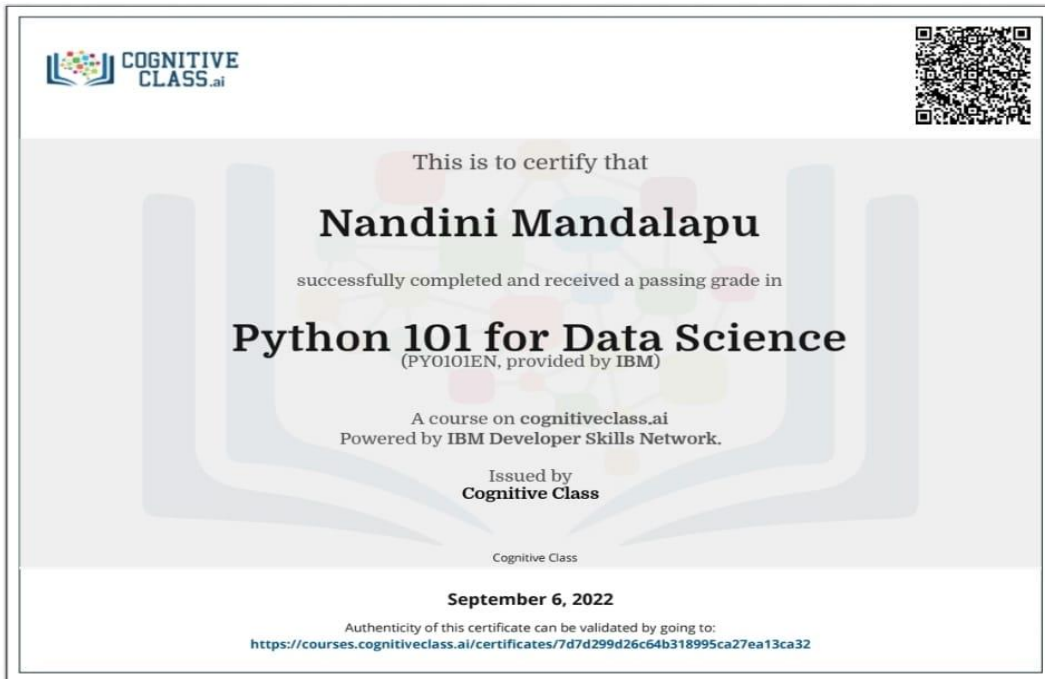 COGNITIVE
CLASS.ai
This is to certify that
Nandini Mandalapu
successfully completed and received a passing grade in
Python 101 for Data Science
(PY0101EN, provided by IBM)
A course on cognitiveclass.ai
Powered by IBM Developer Skills Network.
Issued by
Cognitive Class
Cognitive Class
September 6, 2022
Authenticity of this certificate can be validated by going to:
https://courses.cognitiveclass.ai/certificates/7d7d299d26c64b318995ca27ea13ca32